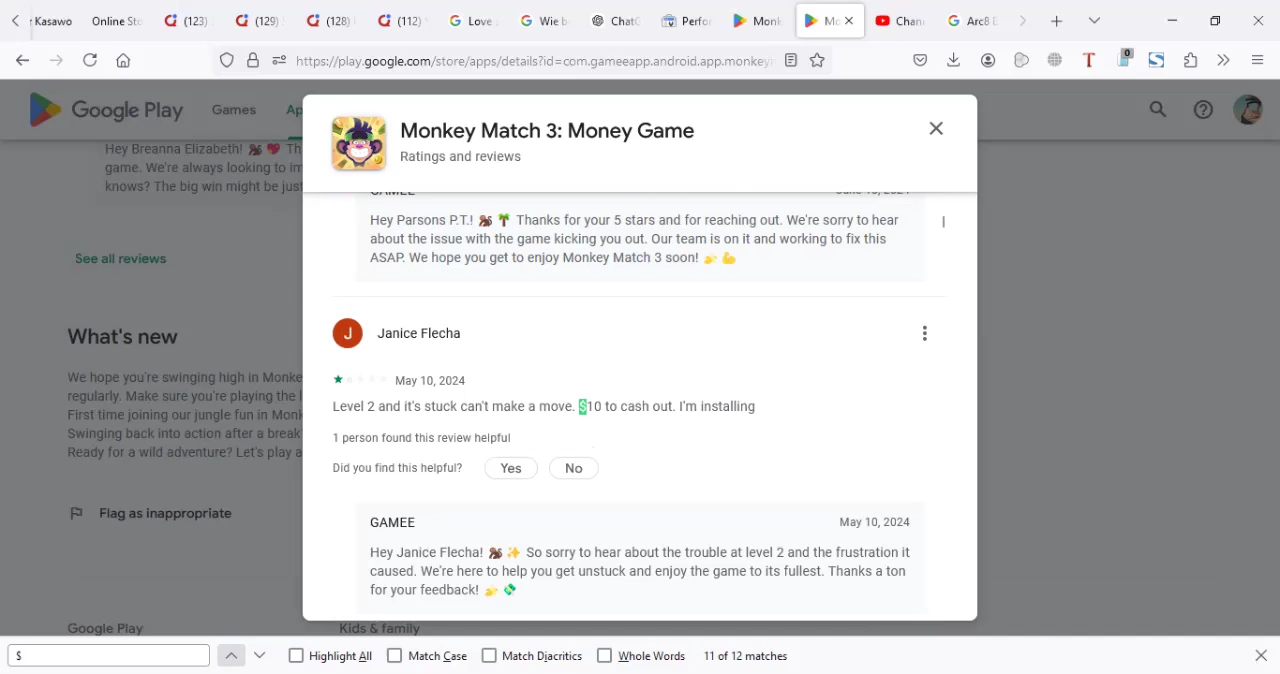 Kasawo
Online Sto
(123)
(129)
(128)
(112)
Love
Wie b
ChatG
Perfor
Monk
Mo
Chan
Arc8 E
https://play.google.com/store/apps/details?id=com.gameeapp.android.app.monkey
0
Google Play
Games
Ap
Monkey Match 3: Money Game
Ratings and reviews
Hey Breanna Elizabeth! 🐒 💖 Th
game. We're always looking to im
knows? The big win might be jus
See all reviews
What's new
We hope you're swinging high in Monke
regularly. Make sure you're playing the l
First time joining our jungle fun in Monk
Swinging back into action after a break
Ready for a wild adventure? Let's play a
Flag as inappropriate
Google Play
Kids & family
GAMEE
Hey Parsons P.T.! 🐒 🌴 Thanks for your 5 stars and for reaching out. We're sorry to hear
about the issue with the game kicking you out. Our team is on it and working to fix this
ASAP. We hope you get to enjoy Monkey Match 3 soon! 🍌 💪
J
Janice Flecha
May 10, 2024
Level 2 and it's stuck can't make a move. $10 to cash out. I'm installing
1 person found this review helpful
Did you find this helpful?
Yes
No
GAMEE
May 10, 2024
Hey Janice Flecha! 🐒 ✨ So sorry to hear about the trouble at level 2 and the frustration it
caused. We're here to help you get unstuck and enjoy the game to its fullest. Thanks a ton
for your feedback! 🍌 💸
$
Highlight All
Match Case
Match Diacritics
Whole Words
11 of 12 matches